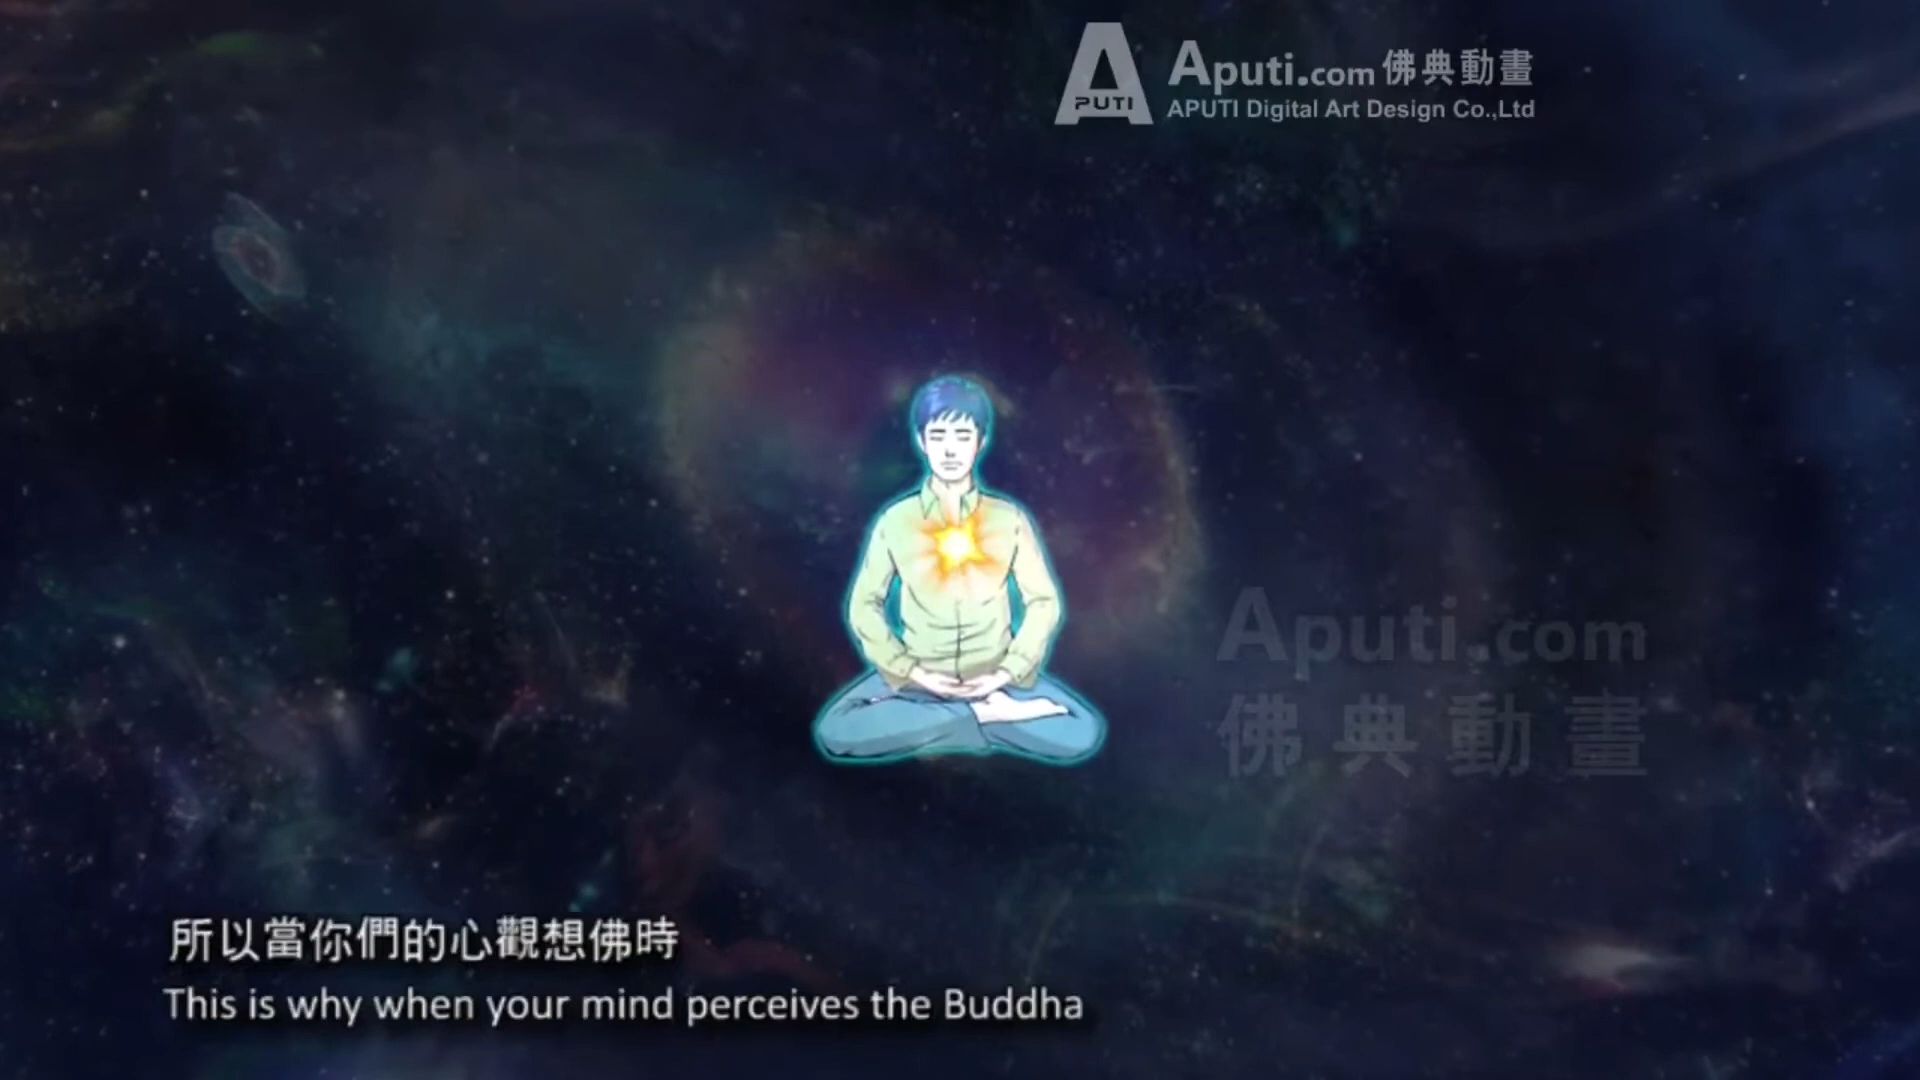 APUTI
Aputi.com 佛典動畫
APUTI Digital Art Design Co.,Ltd
Aputi.com
佛典動畫
所以當你們的心觀想佛時
This is why when your mind perceives the Buddha